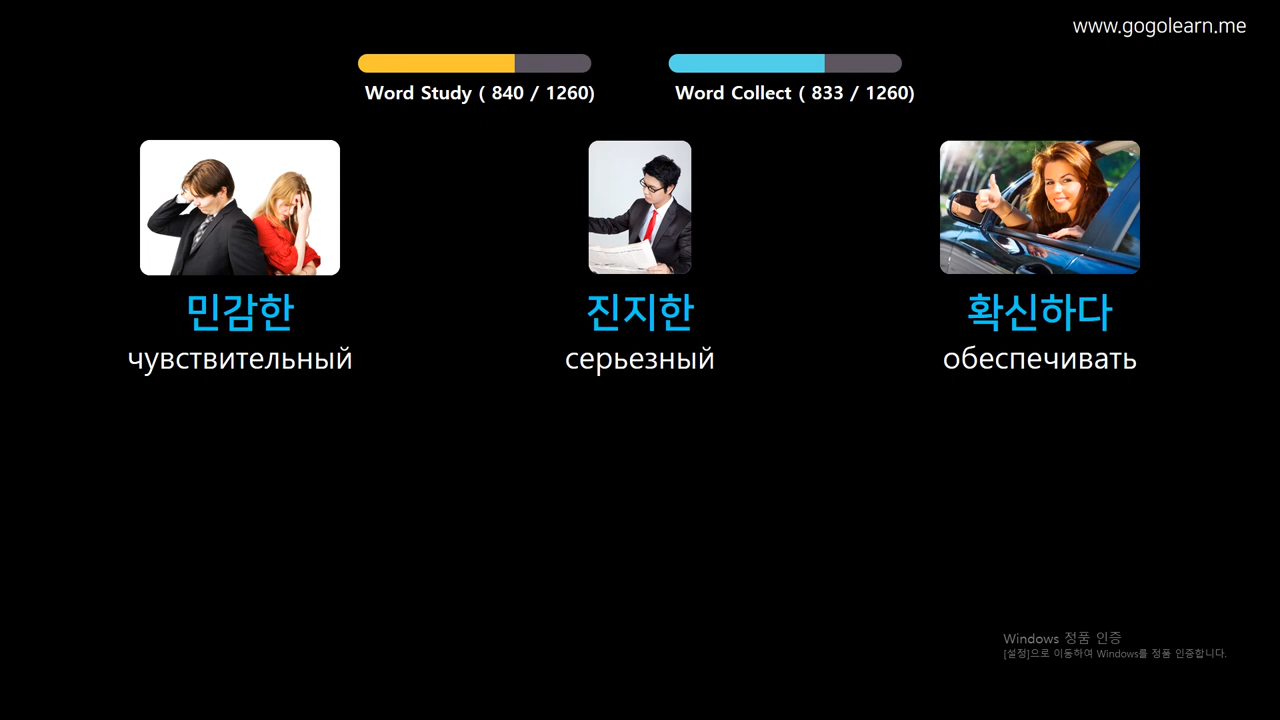 www.gogolearn.me
Word Study ( 840 / 1260)
Word Collect ( 833 / 1260)
민감한
чувствительный
진지한
серьезный
확신하다
обеспечивать
Windows 정품 인증
[설정]으로 이동하여 Windows를 정품 인증합니다.